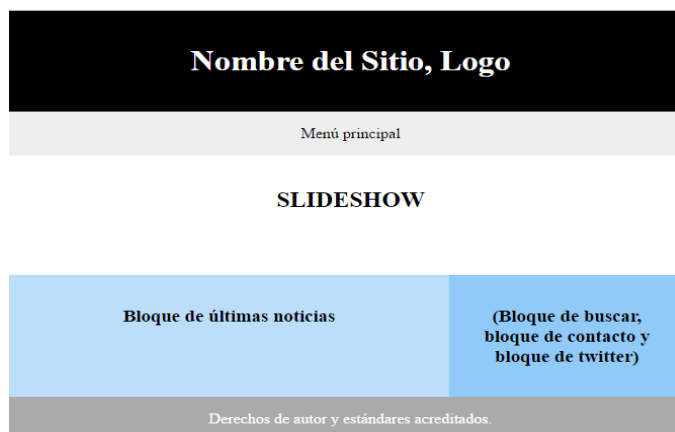 Nombre del Sitio, Logo
Menú principal
SLIDESHOW
Bloque de últimas noticias
(Bloque de buscar,
bloque de contacto y
bloque de twitter)
Derechos de autor y estándares acreditados.